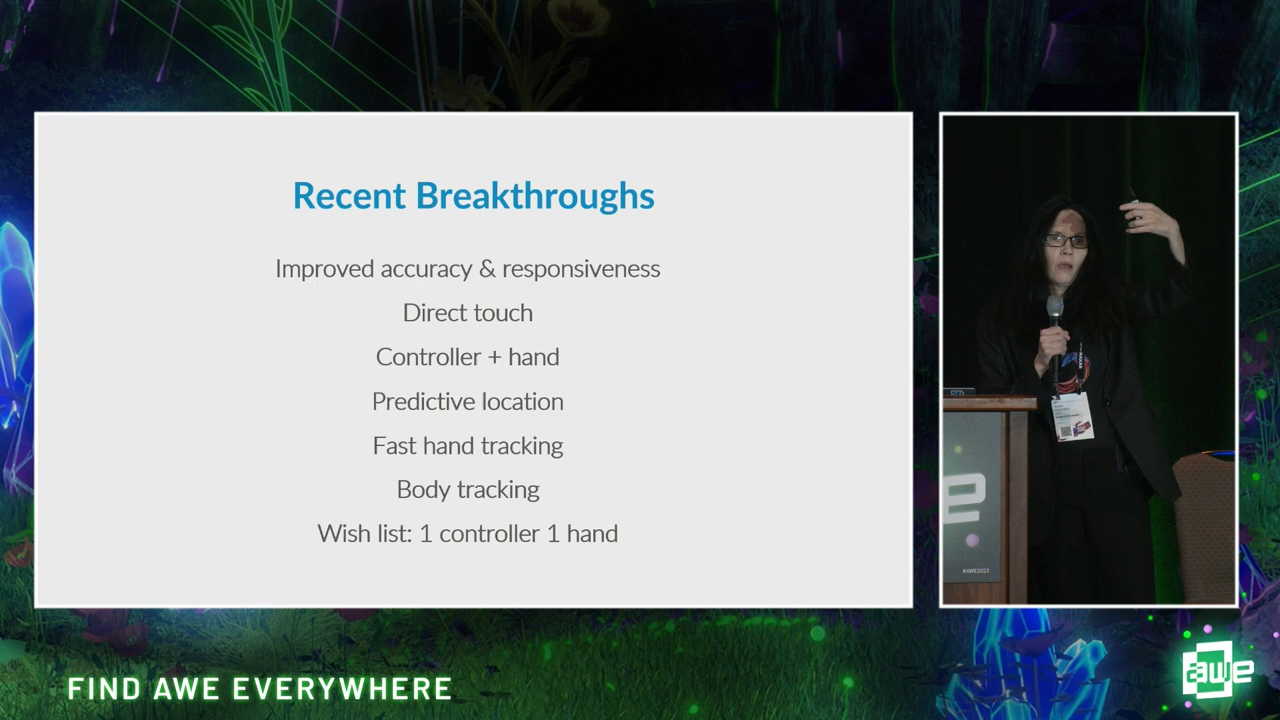 Recent Breakthroughs
Improved accuracy & responsiveness
Direct touch
Controller + hand
Predictive location
Fast hand tracking
Body tracking
Wish list: 1 controller 1 hand
e
#AWE2023
FIND AWE EVERYWHERE
awe